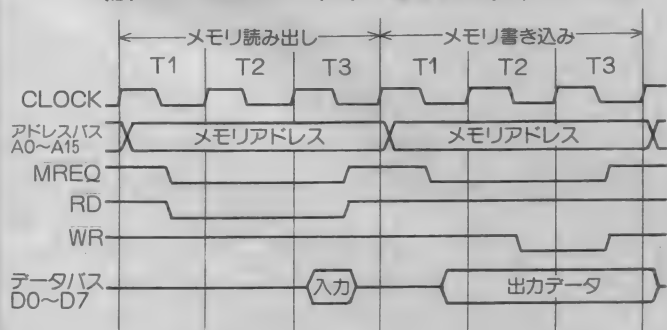 メモリ読み出し メモリ書き込み
T1 T2 T3 T1 T2 T3
CLOCK
アドレスバス
A0~A15
メモリアドレス メモリアドレス
MREQ
RD
WR
データバス
D0~D7
入力 出力データ